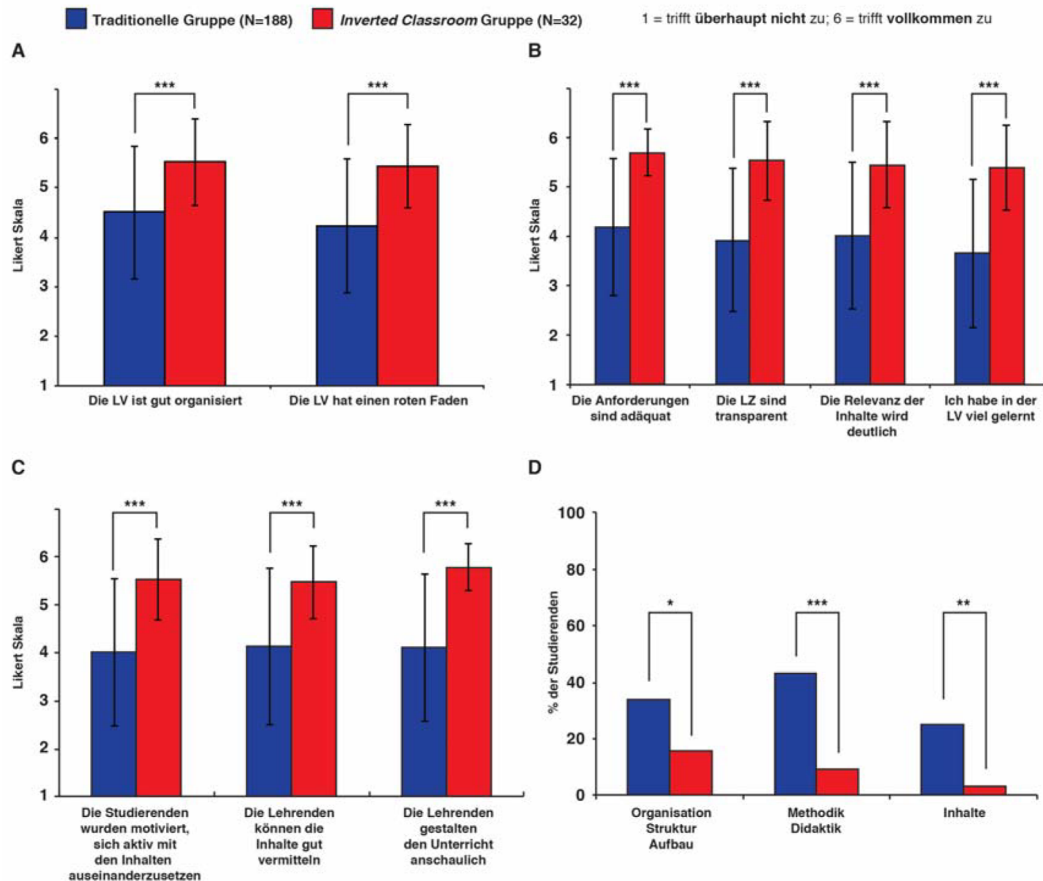 Traditionelle Gruppe (N=188) Inverted Classroom Gruppe (N=32) 1 = trifft überhaupt nicht zu; 6 = trifft vollkommen zu
A
*** ***
Likert Skala
6
5
4
3
2
1
Die LV ist gut organisiert Die LV hat einen roten Faden
B
*** *** *** ***
Likert Skala
6
5
4
3
2
1
Die Anforderungen
sind adäquat
Die LZ sind
transparent
Die Relevanz der
Inhalte wird
deutlich
Ich habe in der
LV viel gelernt
C
*** *** ***
Likert Skala
6
5
4
3
2
1
Die Studierenden
wurden motiviert,
sich aktiv mit
den Inhalten
auseinanderzusetzen
Die Lehrenden
können die
Inhalte gut
vermitteln
Die Lehrenden
gestalten
den Unterricht
anschaulich
D
* *** **
% der Studierenden
100
80
60
40
20
0
Organisation
Struktur
Aufbau
Methodik
Didaktik
Inhalte